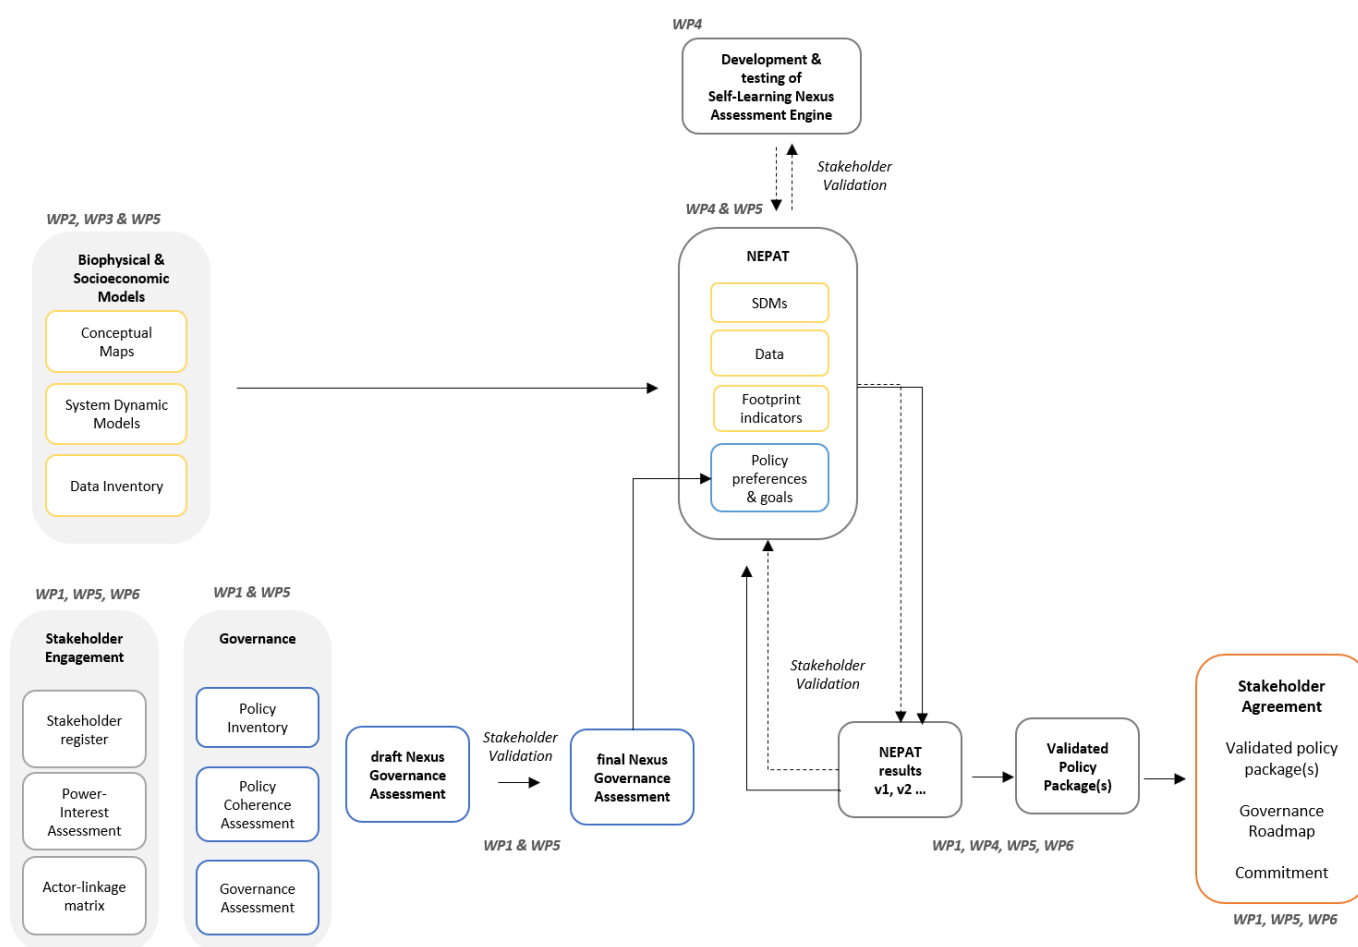 WP4
Development &
testing of
Self-Learning Nexus
Assessment Engine
Stakeholder
Validation
WP2, WP3 & WP5
Biophysical &
Socioeconomic
Models
Conceptual
Maps
System Dynamic
Models
Data Inventory
WP4 & WP5
NEPAT
SDMs
Data
Footprint
indicators
Policy
preferences
& goals
WP1, WP5, WP6
Stakeholder
Engagement
Stakeholder
register
Power-
Interest
Assessment
Actor-linkage
matrix
WP1 & WP5
Governance
Policy
Inventory
Policy
Coherence
Assessment
Governance
Assessment
draft Nexus
Governance
Assessment
Stakeholder
Validation
WP1 & WP5
final Nexus
Governance
Assessment
Stakeholder
Validation
NEPAT
results
v1, v2 ...
Validated
Policy
Package(s)
WP1, WP4, WP5, WP6
Stakeholder
Agreement
Validated policy
package(s)
Governance
Roadmap
Commitment
WP1, WP5, WP6